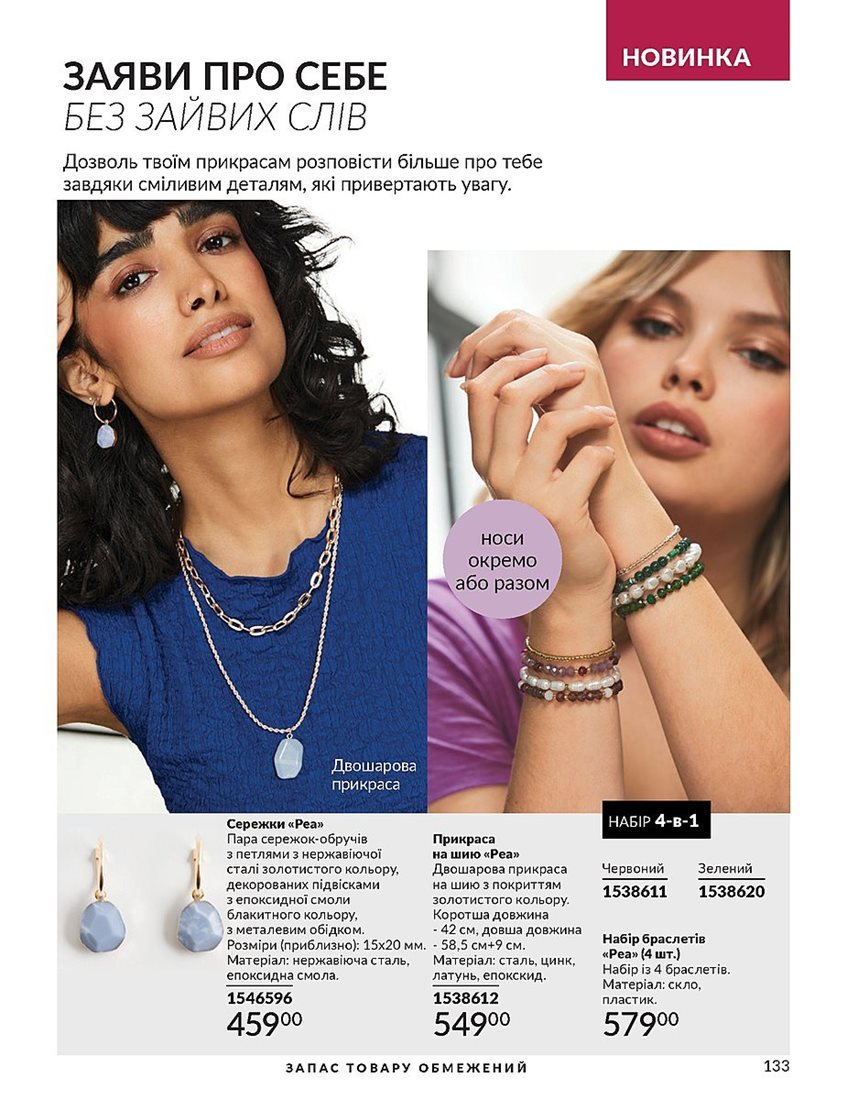 НОВИНКА
ЗАЯВИ ПРО СЕБЕ
БЕЗ ЗАЙВИХ СЛІВ
Дозволь твоїм прикрасам розповісти більше про тебе
завдяки сміливим деталям, які привертають увагу.
носи
окремо
або разом
Двошарова
прикраса
Сережки «Реа»
Пара сережок-обручів
з петлями з нержавіючої
сталі золотистого кольору,
декорованих підвісками
з епоксидної смоли
блакитного кольору,
з металевим обідком.
Розміри (приблизно): 15х20 мм.
Матеріал: нержавіюча сталь,
епоксидна смола.
1546596
45900
Прикраса
на шию «Реа»
Двошарова прикраса
на шию з покриттям
золотистого кольору.
Коротша довжина
- 42 см, довша довжина
- 58,5 см+9 см.
Матеріал: сталь, цинк,
латунь, епокскид.
1538612
54900
НАБІР 4-в-1
Червоний Зелений
1538611 1538620
Набір браслетів
«Реа» (4 шт.)
Набір із 4 браслетів.
Матеріал: скло,
пластик.
57900
ЗАПАС ТОВАРУ ОБМЕЖЕНИЙ
133